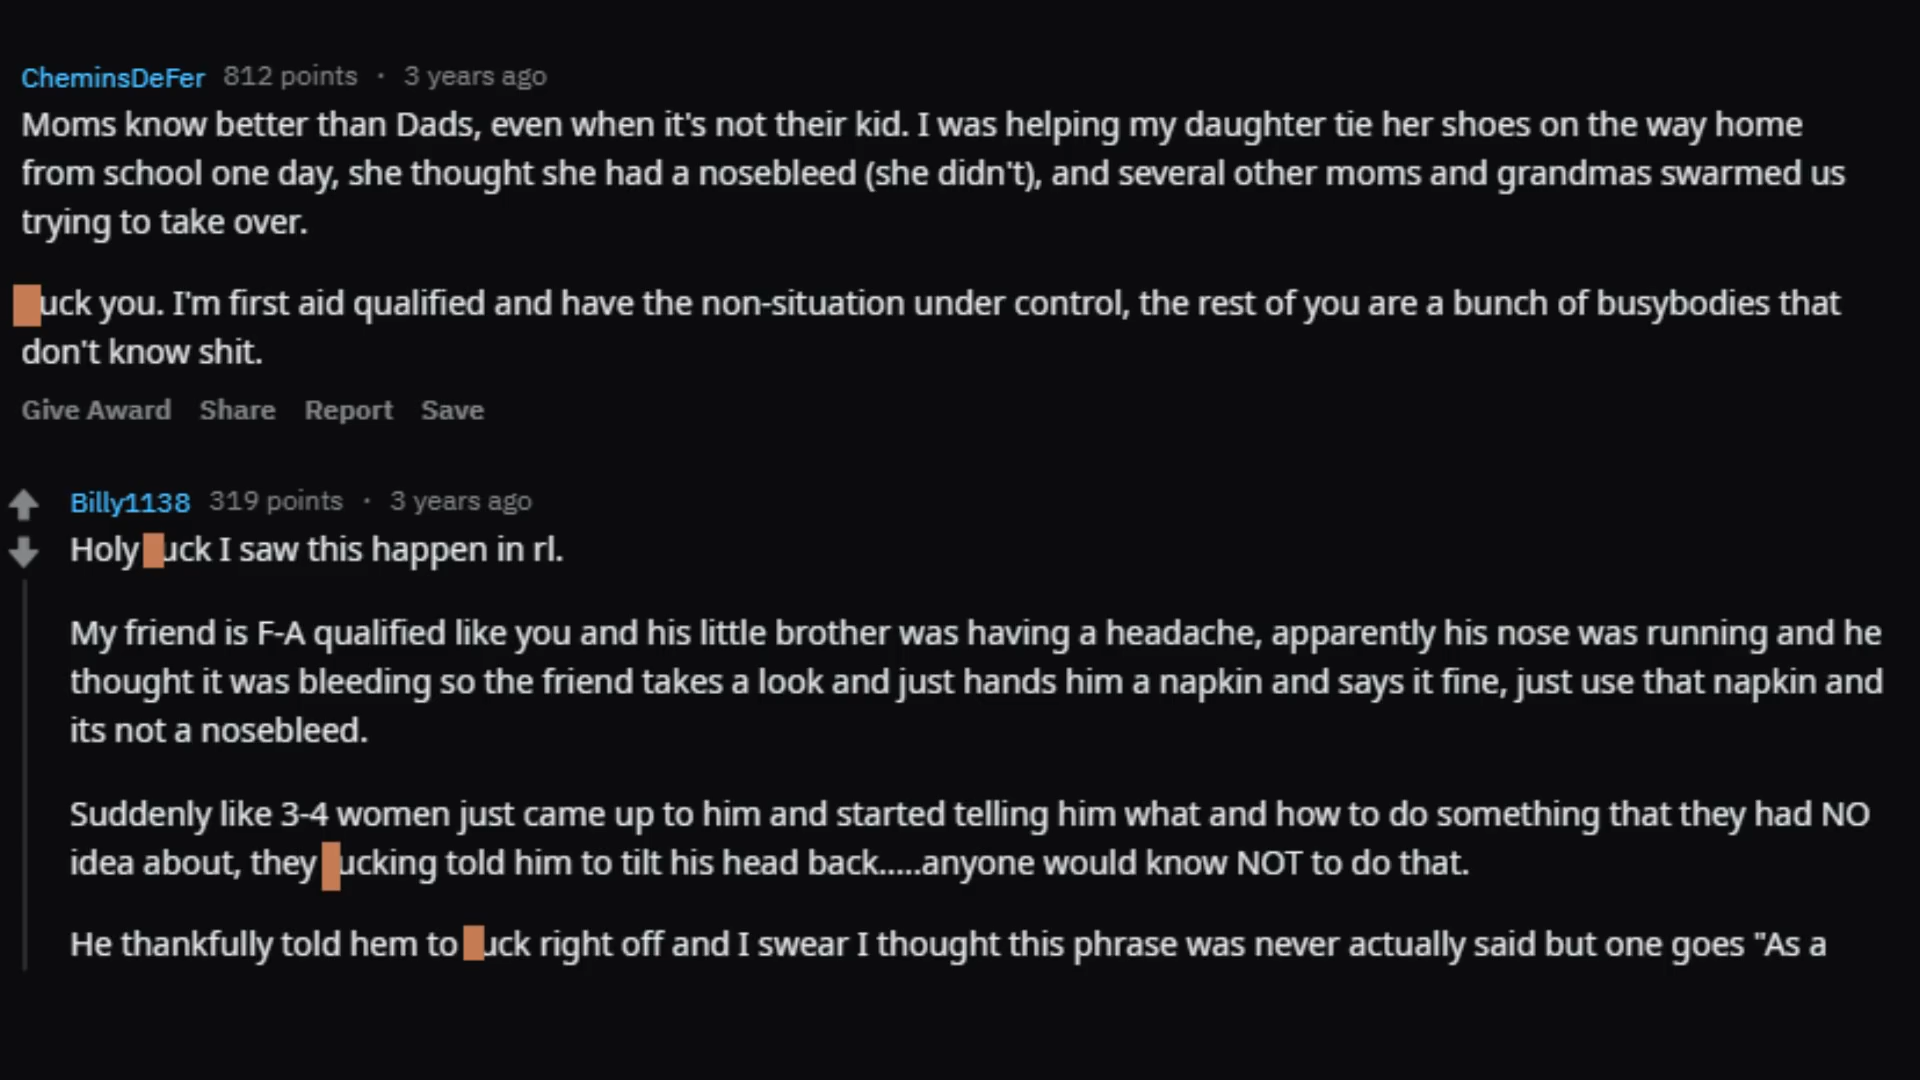 CheminsDeFer 812 points · 3 years ago
Moms know better than Dads, even when it's not their kid. I was helping my daughter tie her shoes on the way home
from school one day, she thought she had a nosebleed (she didn't), and several other moms and grandmas swarmed us
trying to take over.
uck you. I'm first aid qualified and have the non-situation under control, the rest of you are a bunch of busybodies that
don't know shit.
Give Award Share Report Save
Billy1138 319 points · 3 years ago
Holy uck I saw this happen in rl.
My friend is F-A qualified like you and his little brother was having a headache, apparently his nose was running and he
thought it was bleeding so the friend takes a look and just hands him a napkin and says it fine, just use that napkin and
its not a nosebleed.
Suddenly like 3-4 women just came up to him and started telling him what and how to do something that they had NO
idea about, they ucking told him to tilt his head back.....anyone would know NOT to do that.
He thankfully told hem to uck right off and I swear I thought this phrase was never actually said but one goes "As a